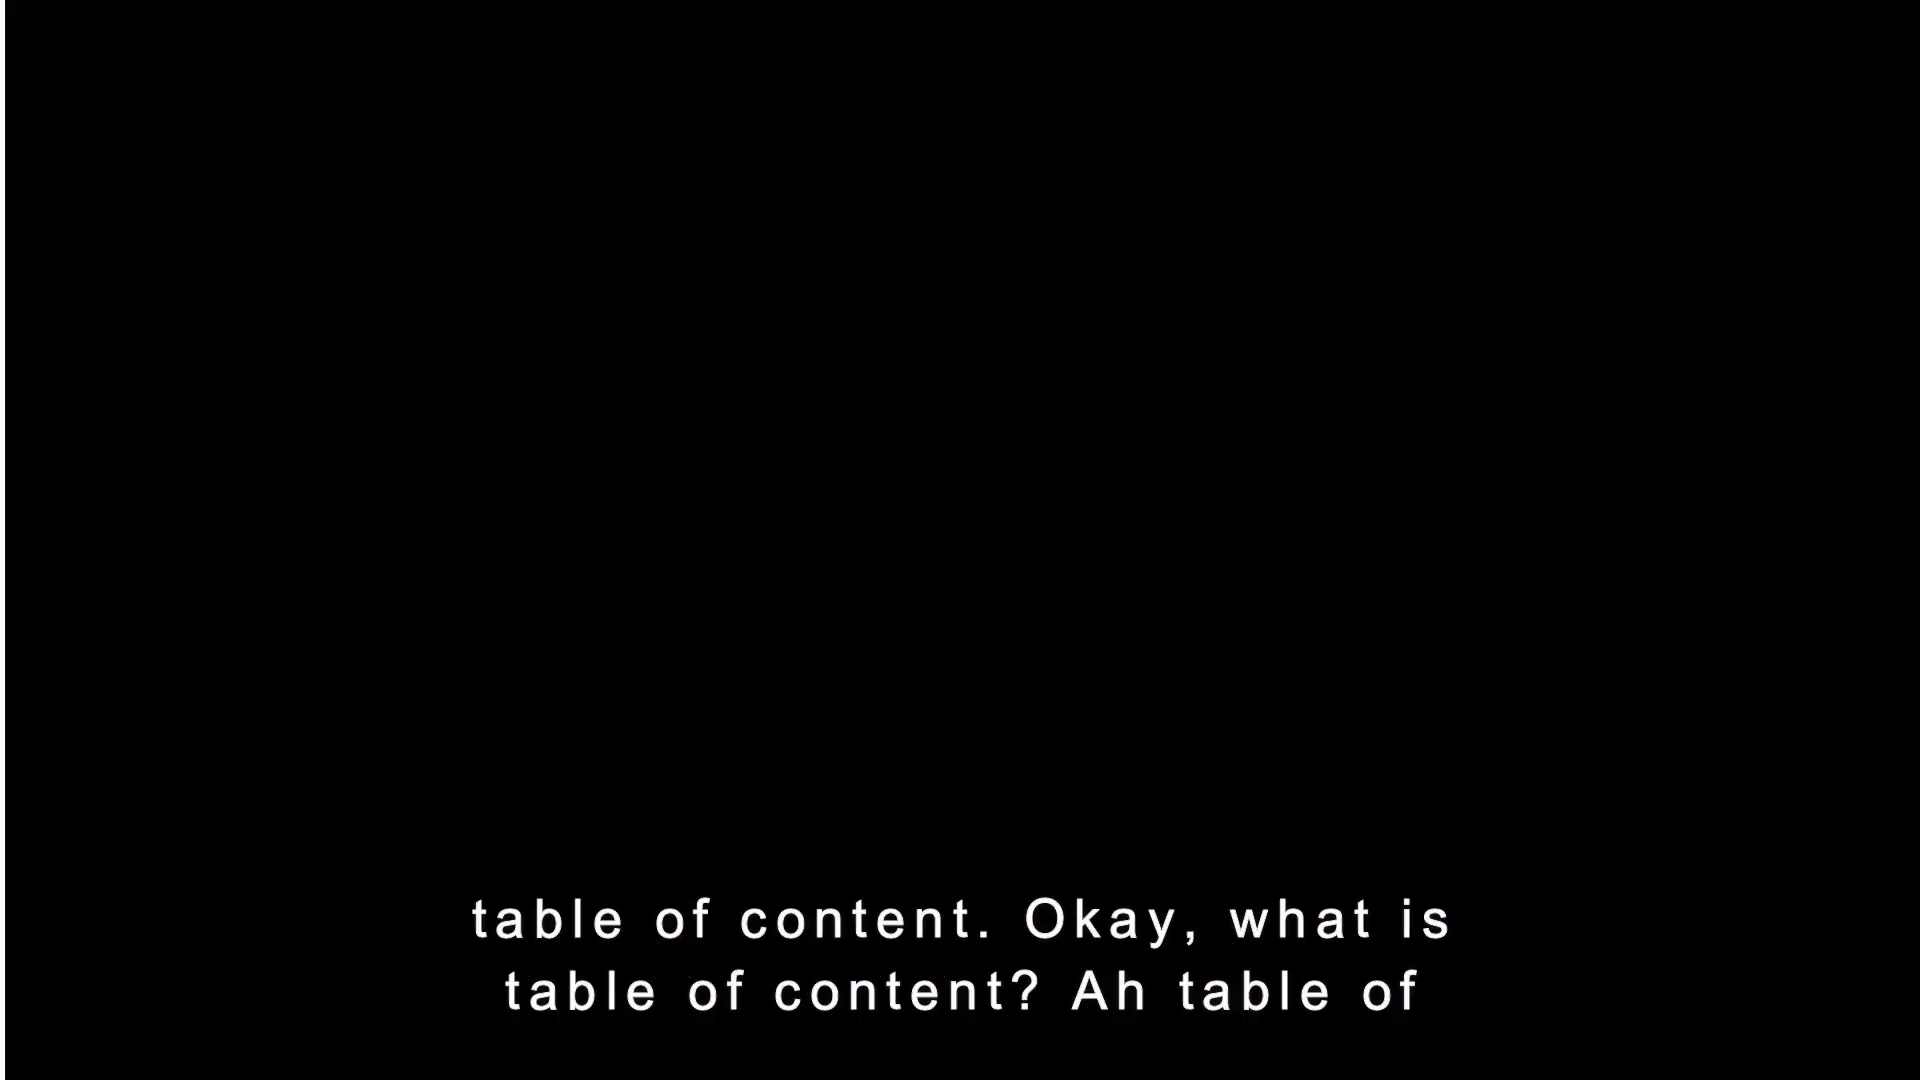 table of content. Okay, what is
table of content? Ah table of